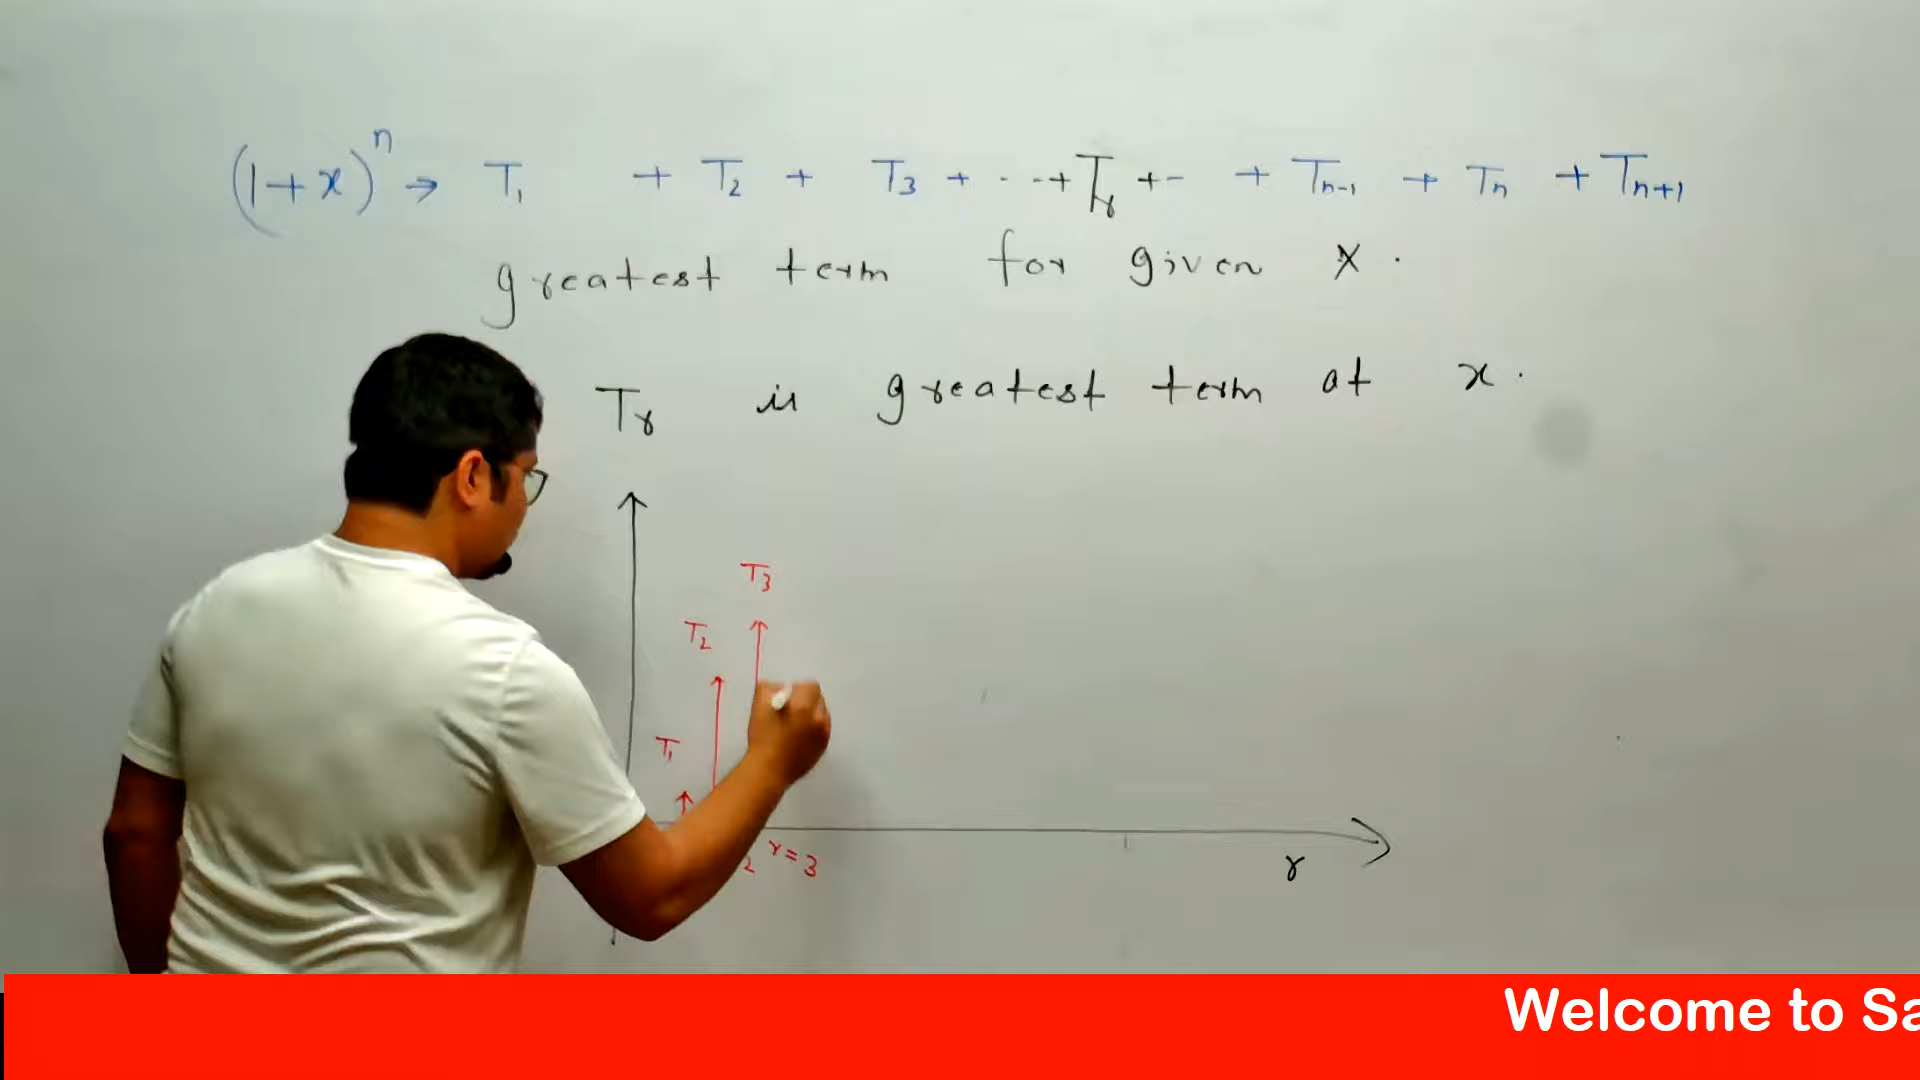 (1+x)^n → T₁ + T₂ + T₃ + - - + Tᵣ + - + Tₙ₋₁ + Tₙ + Tₙ₊₁
greatest term for given x.
Tᵣ is greatest term at x.
T₃
T₂
T₁
2 r=3
r
Welcome to Sa